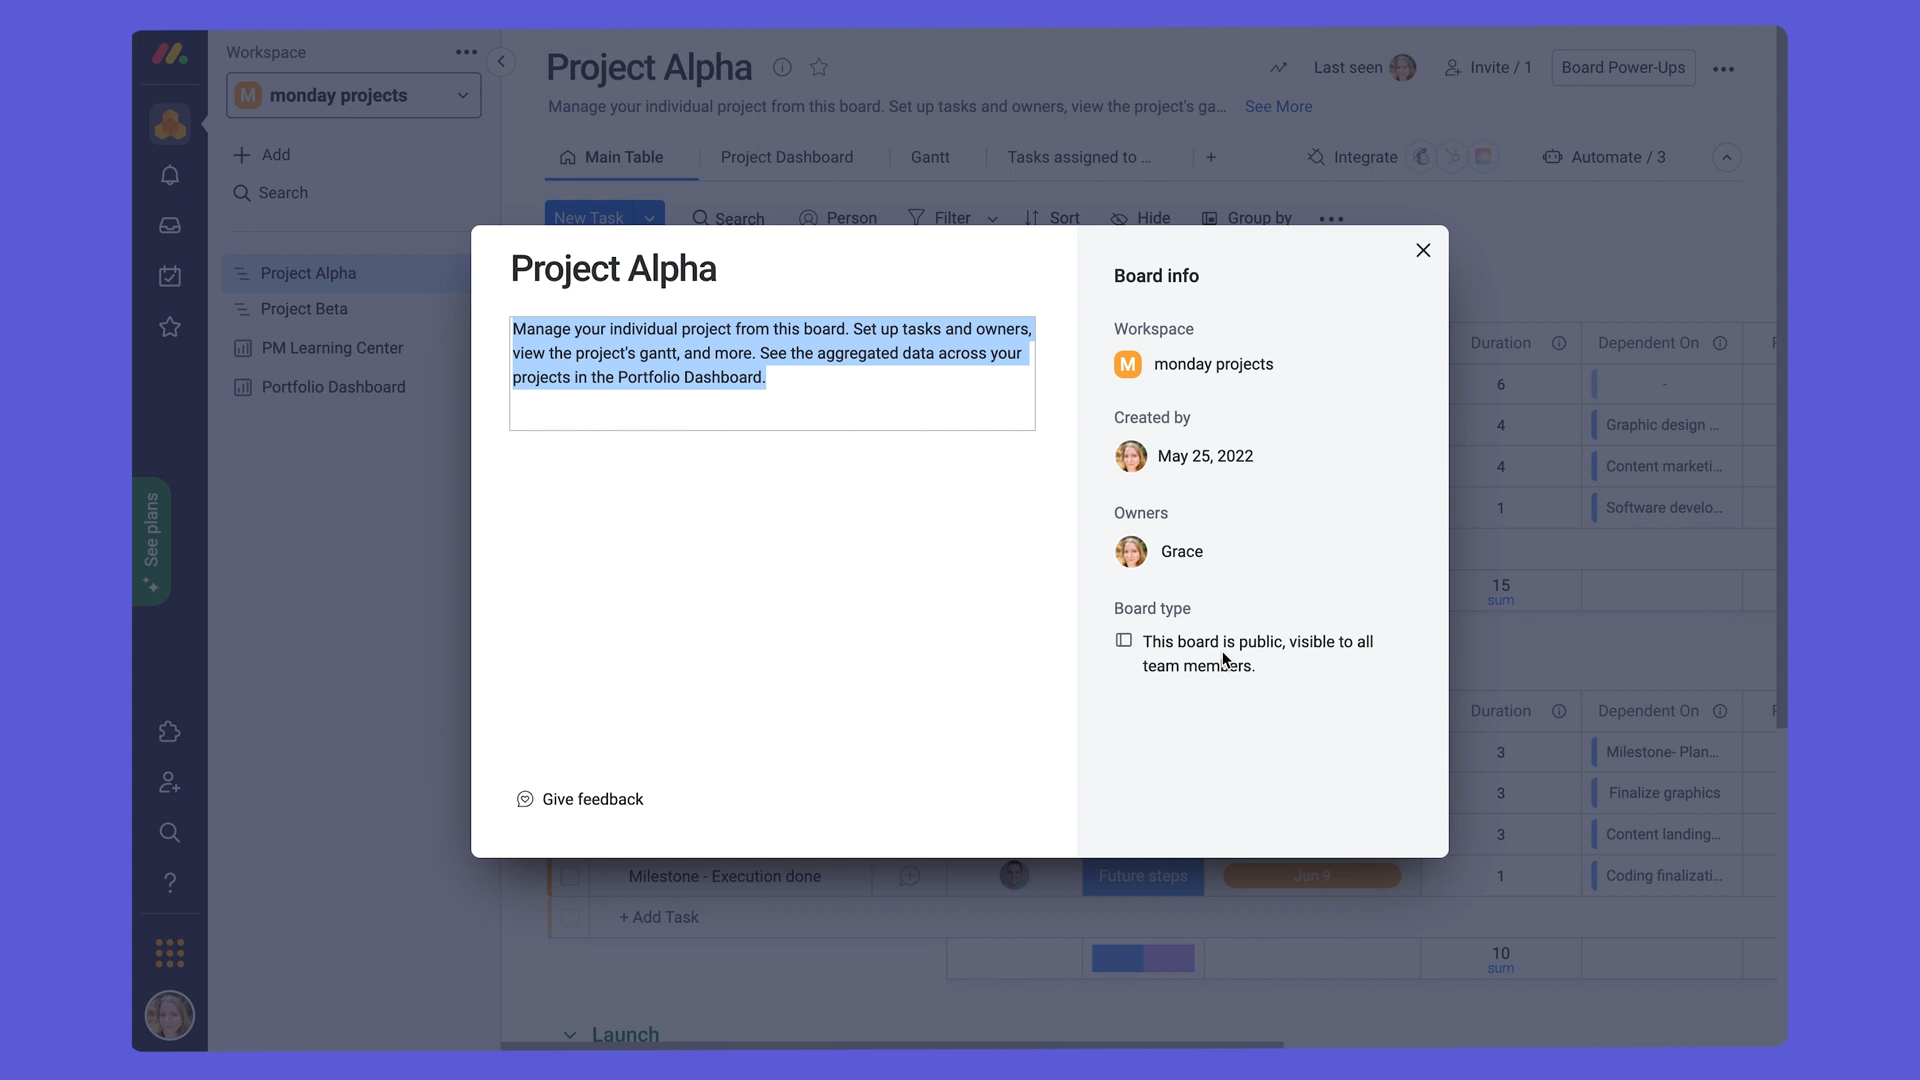 Workspace
M monday projects
Add
Search
Project Alpha
Project Beta
PM Learning Center
Portfolio Dashboard
See plans
Project Alpha
Last seen
Invite / 1
Board Power-Ups
Manage your individual project from this board. Set up tasks and owners, view the project's ga... See More
Main Table
Project Dashboard
Gantt
Tasks assigned to ...
+
Integrate
Automate / 3
New Task
Search
Person
Filter
Sort
Hide
Group by
Project Alpha
Manage your individual project from this board. Set up tasks and owners,
view the project's gantt, and more. See the aggregated data across your
projects in the Portfolio Dashboard.
Give feedback
Board info
Workspace
M monday projects
Created by
May 25, 2022
Owners
Grace
Board type
This board is public, visible to all
team members.
Duration Dependent On
6 -
4 Graphic design ...
4 Content marketi...
1 Software develo...
15
sum
Duration Dependent On
3 Milestone- Plan...
3 Finalize graphics
3 Content landing...
Milestone - Execution done Future steps Jun 9 1 Coding finalizati...
+ Add Task
10
sum
Launch